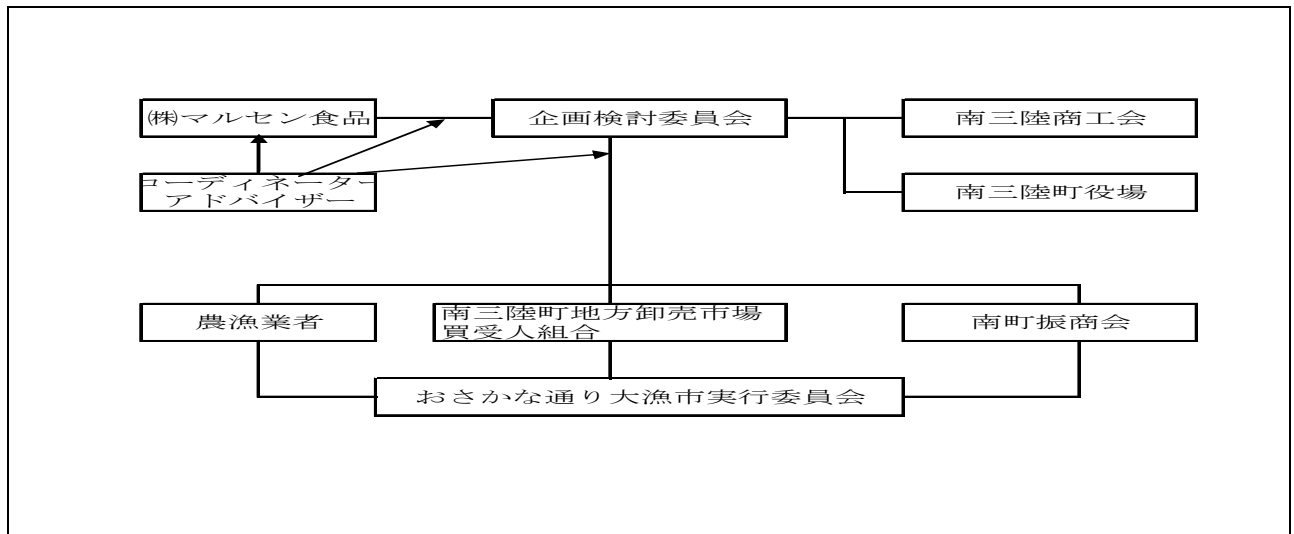 ㈱マルセン食品
企画検討委員会
南三陸商工会
コーディネーター
アドバイザー
南三陸町役場
農漁業者
南三陸町地方卸売市場
買受人組合
南町振商会
おさかな通り大漁市実行委員会